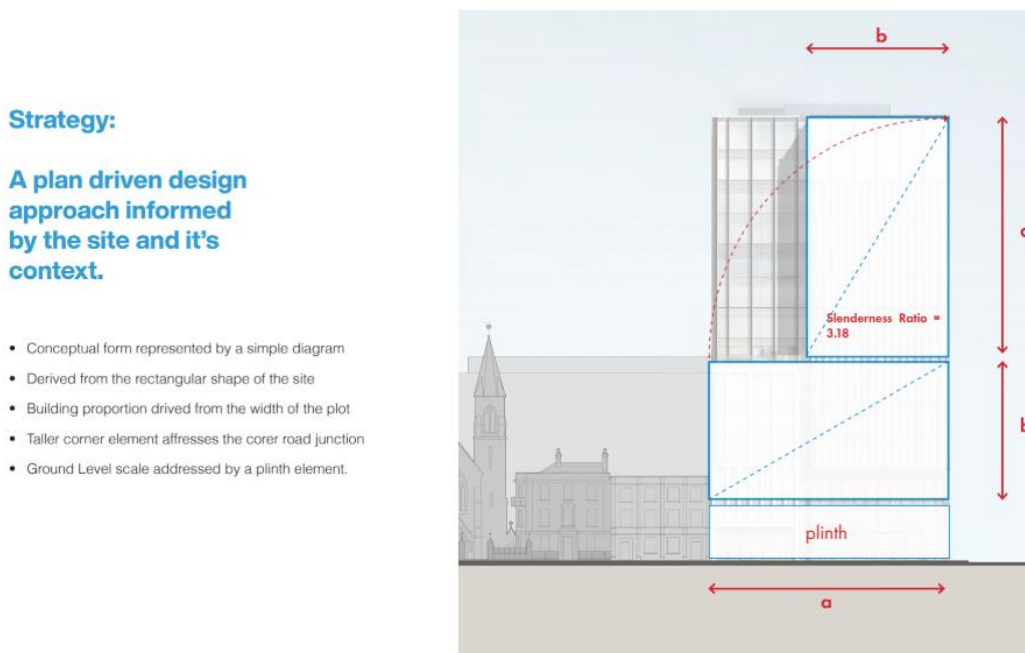 Strategy:
A plan driven design
approach informed
by the site and it's
context.
• Conceptual form represented by a simple diagram
• Derived from the rectangular shape of the site
• Building proportion drived from the width of the plot
• Taller corner element affresses the corer road junction
• Ground Level scale addressed by a plinth element.
b
Slenderness Ratio =
3.18
b
plinth
a